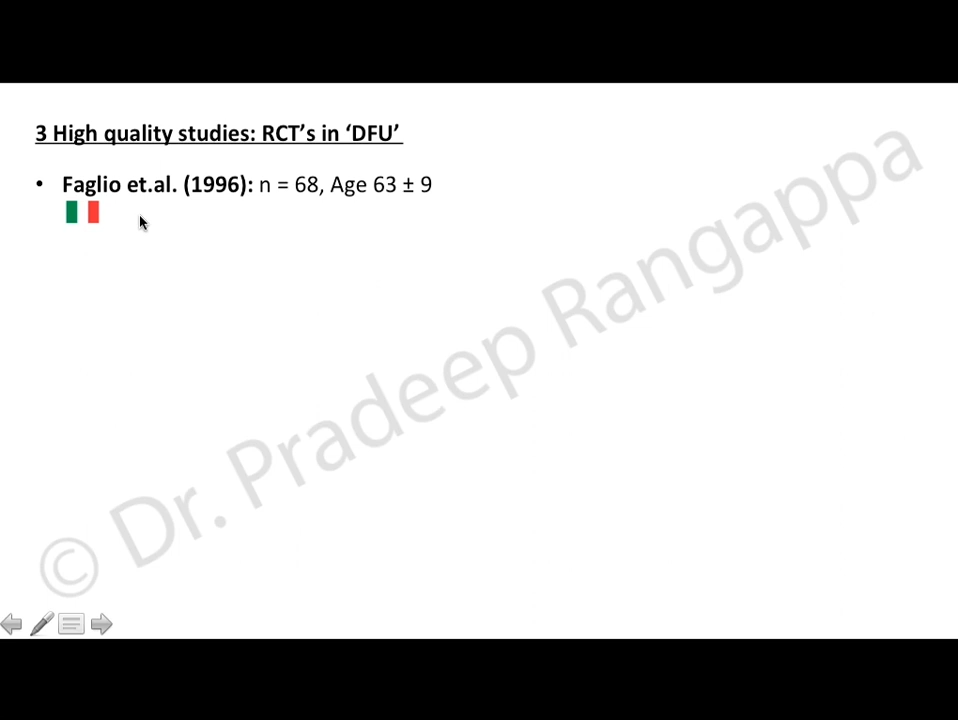 3 High quality studies: RCT's in ‘DFU’
• Faglio et.al. (1996): n = 68, Age 63 ± 9
© Dr. Pradeep Rangappa